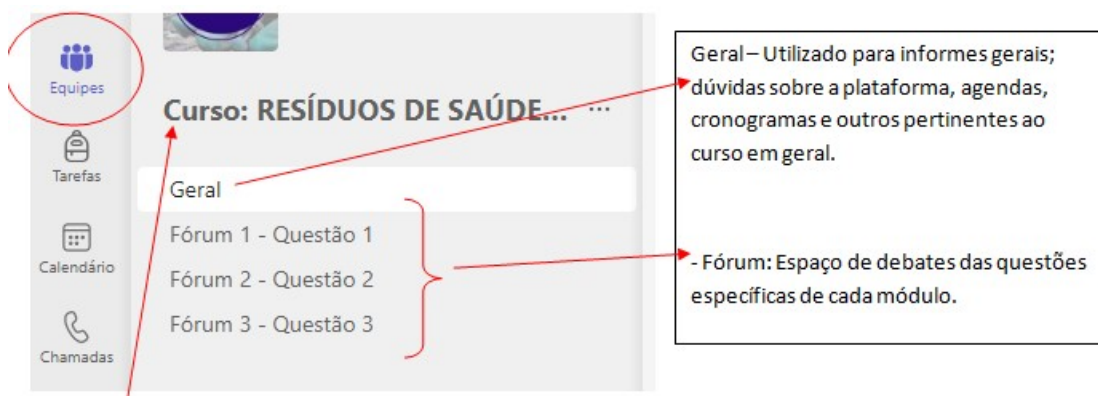 Equipes
Tarefas
Calendário
Chamadas
Curso: RESÍDUOS DE SAÚDE... ...
Geral
Fórum 1 - Questão 1
Fórum 2 - Questão 2
Fórum 3 - Questão 3
Geral – Utilizado para informes gerais;
dúvidas sobre a plataforma, agendas,
cronogramas e outros pertinentes ao
curso em geral.
- Fórum: Espaço de debates das questões
específicas de cada módulo.